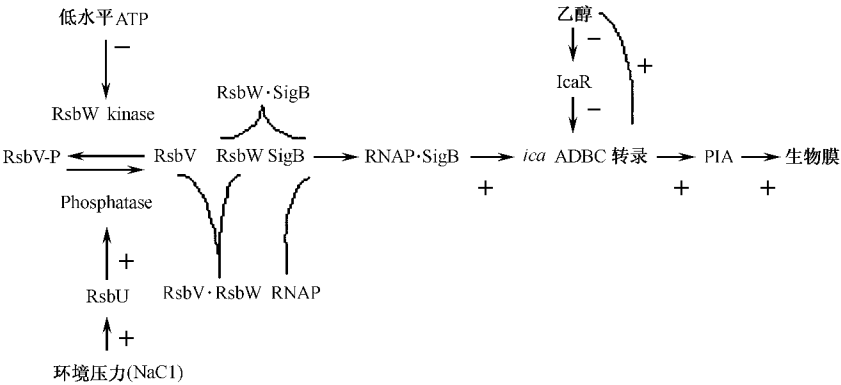 低水平ATP
乙醇
−
−
+
IcaR
RsbW·SigB
RsbW kinase
−
RsbV-P
RsbV
RsbW SigB
RNAP·SigB
ica ADBC 转录
PIA
生物膜
+
+
+
Phosphatase
+
RsbU
RsbV·RsbW
RNAP
+
环境压力(NaC1)